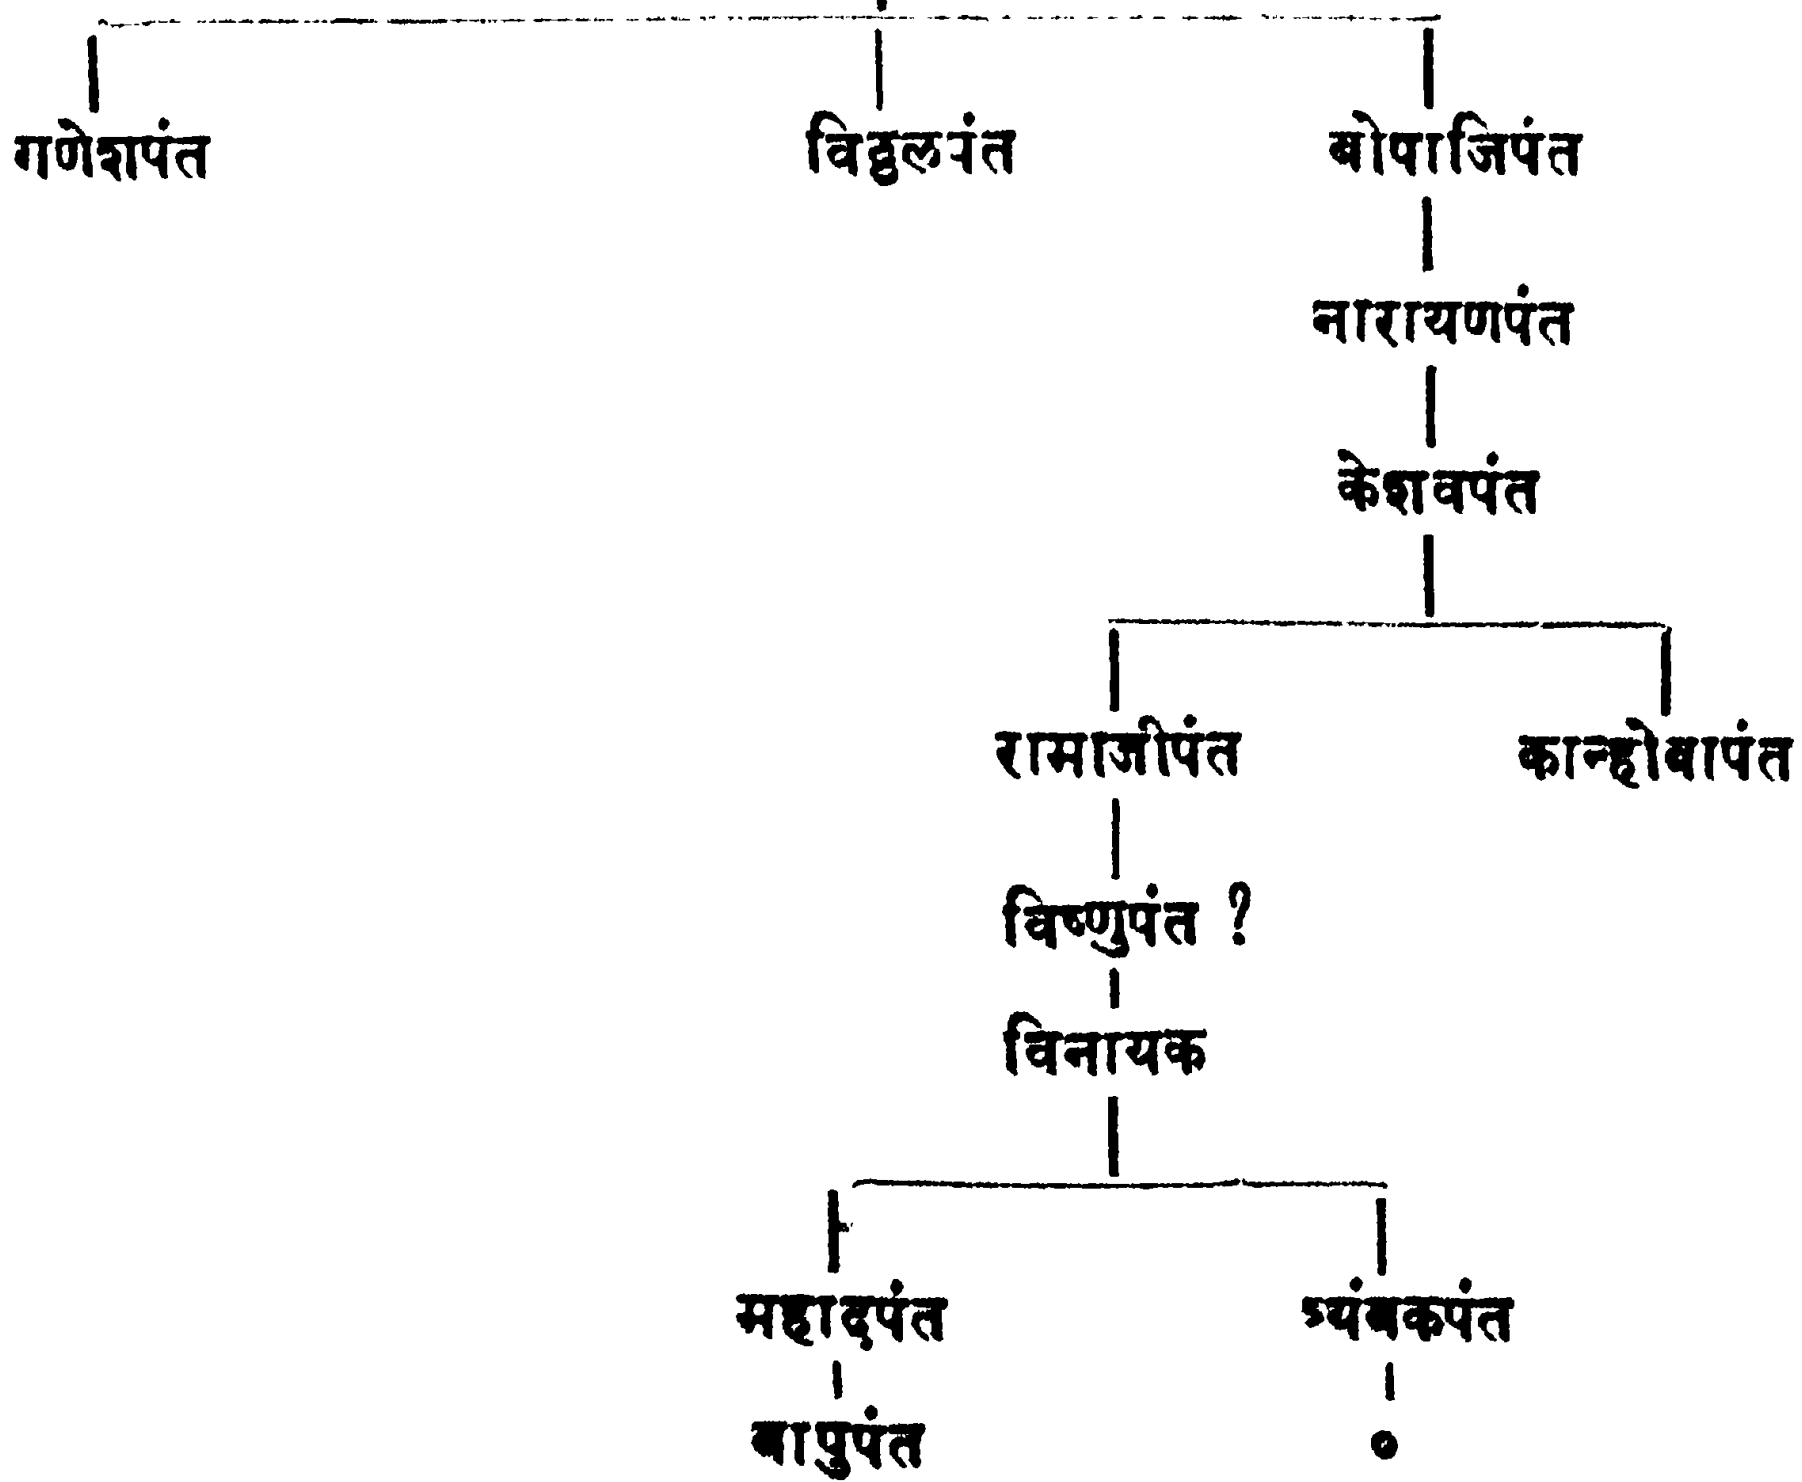 गणेशपंत विठ्ठलपंत बोपाजिपंत
नारायणपंत
केशवपंत
रामाजीपंत कान्होबापंत
विष्णुपंत ?
विनायक
महादपंत त्र्यंबकपंत
बापुपंत ०